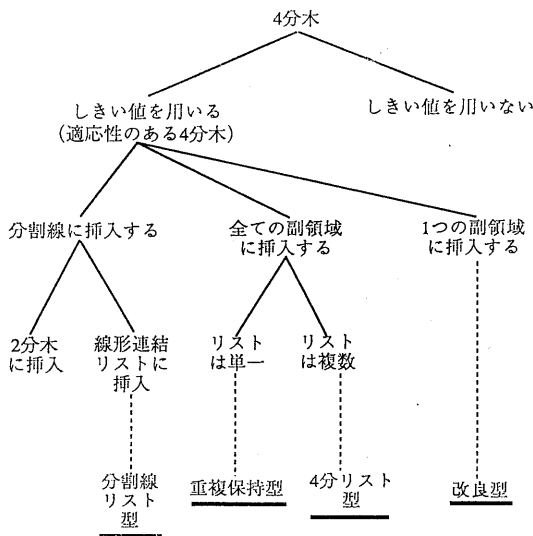 4分木
しきい値を用いる
(適応性のある4分木)
しきい値を用いない
分割線に挿入する
全ての副領域
に挿入する
1つの副領域
に挿入する
2分木
に挿入
線形連結
リストに
挿入
リスト
は単一
リスト
は複数
分割線
リスト
型
重複保持型
4分リスト
型
改良型